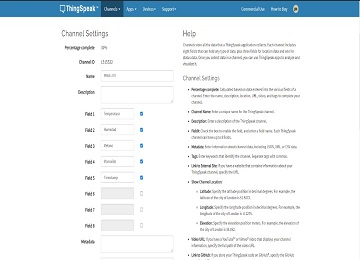 ThingSpeak™
Channels
Apps
Devices
Support
Commercial Use
How to Buy
Channel Settings
Percentage complete
30%
Channel ID
Name
Description
Field 1
Field 2
Field 3
Field 4
Field 5
Field 6
Field 7
Field 8
Metadata
Help
Channels store all the data that a ThingSpeak application collects. Each channel includes
eight fields that can hold any type of data, plus three fields for location data and one for
status data. Once you collect data in a channel, you can use ThingSpeak apps to analyze and
visualize it.
Channel Settings
Percentage complete: Calculated based on data entered into the various fields of a
channel. Enter the name, description, location, URL, video, and tags to complete your
channel.
Channel Name: Enter a unique name for the ThingSpeak channel.
Description: Enter a description of the ThingSpeak channel.
Field#: Check the box to enable the field, and enter a field name. Each ThingSpeak
channel can have up to 8 fields.
Metadata: Enter information about channel data, including JSON, XML, or CSV data.
Tags: Enter keywords that identify the channel. Separate tags with commas.
Link to External Site: If you have a website that contains information about your
ThingSpeak channel, specify the URL.
Show Channel Location:
Latitude: Specify the latitude position in decimal degrees. For example, the
latitude of the city of London is 51.5072.
Longitude: Specify the longitude position in decimal degrees. For example, the
longitude of the city of London is -0.1275.
Elevation: Specify the elevation position meters. For example, the elevation of
the city of London is 35.052.
Video URL: If you have a YouTube™ or Vimeo® video that displays your channel
information, specify the full path of the video URL.
Link to GitHub: If you store your ThingSpeak code on GitHub®, specify the GitHub